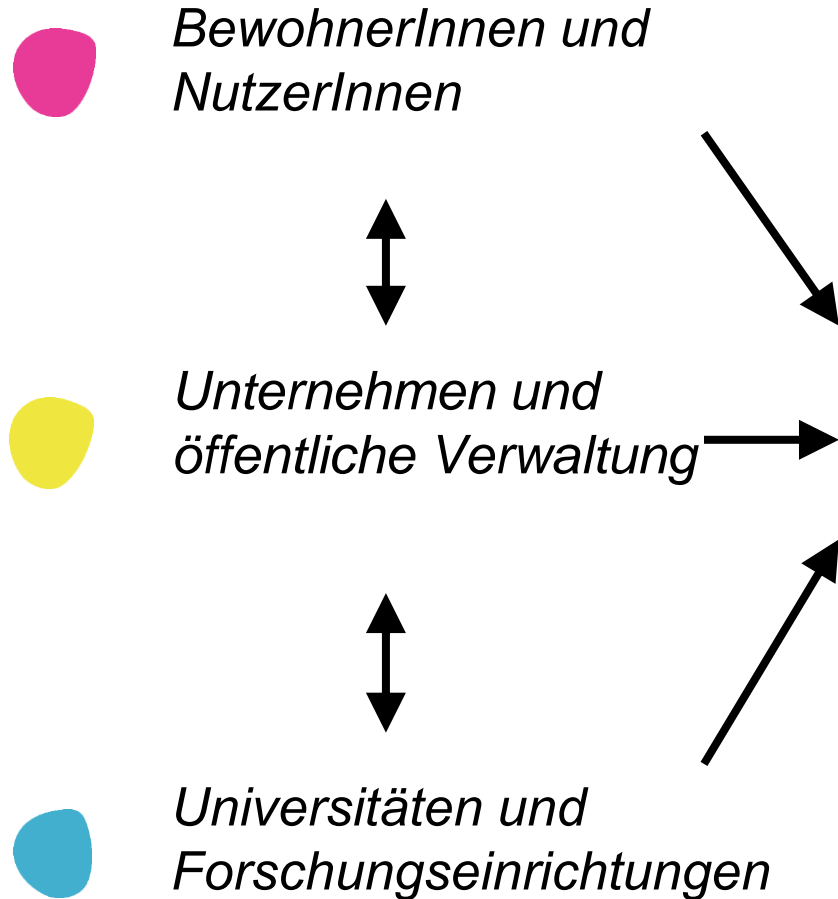 BewohnerInnen und
NutzerInnen
Unternehmen und
öffentliche Verwaltung
Universitäten und
Forschungseinrichtungen